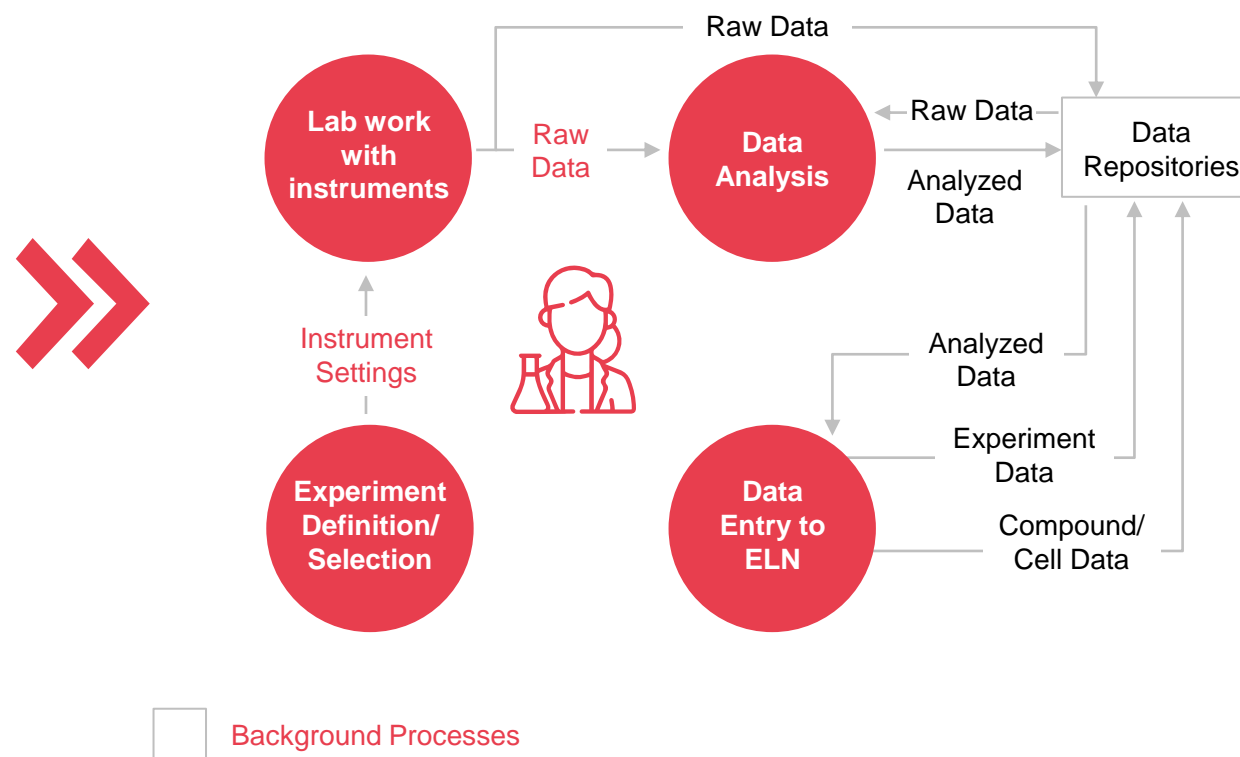 Raw Data
Lab work
with
instruments
Raw
Data
Data
Analysis
Raw Data
Analyzed
Data
Data
Repositories
Instrument
Settings
Analyzed
Data
Experiment
Definition/
Selection
Data
Entry to
ELN
Experiment
Data
Compound/
Cell Data
Background Processes